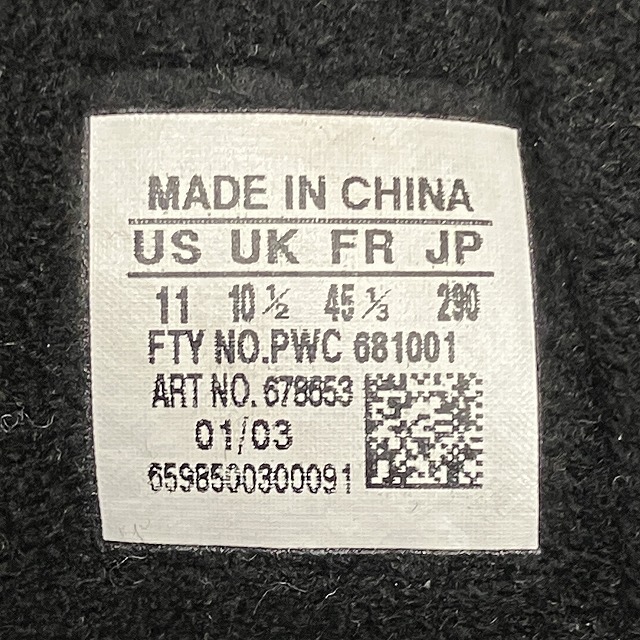 MADE IN CHINA
US UK FR JP
11 10 ½ 45 ⅓ 290
FTY NO.PWC 681001
ART NO. 678653
01/03
6598500300091